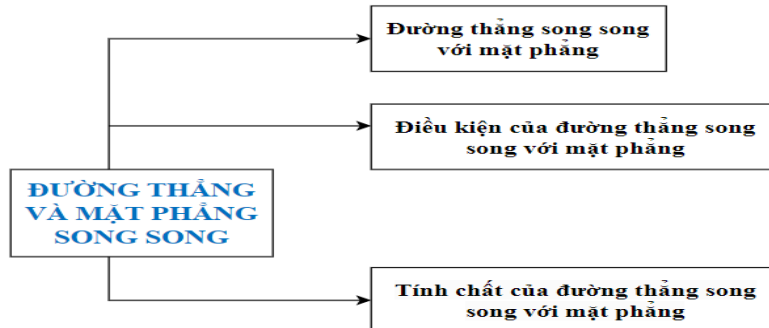 Đường thẳng song song
với mặt phẳng
Điều kiện của đường thẳng song
song với mặt phẳng
ĐƯỜNG THẲNG
VÀ MẶT PHẲNG
SONG SONG
Tính chất của đường thẳng song
song với mặt phẳng